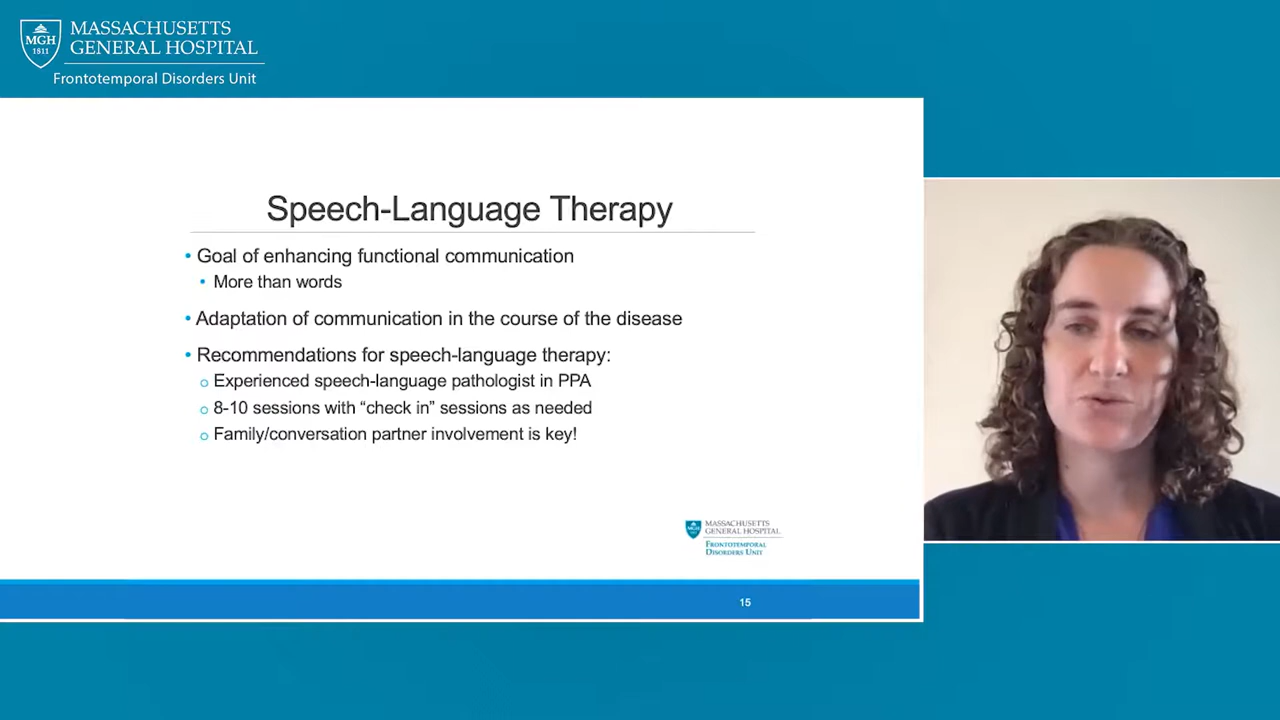 MASSACHUSETTS
GENERAL HOSPITAL
MGH
1811
Frontotemporal Disorders Unit
Speech-Language Therapy
• Goal of enhancing functional communication
• More than words
• Adaptation of communication in the course of the disease
• Recommendations for speech-language therapy:
o Experienced speech-language pathologist in PPA
o 8-10 sessions with “check in” sessions as needed
o Family/conversation partner involvement is key!
MASSACHUSETTS
GENERAL HOSPITAL
MGH
FRONTOTEMPORAL
DISORDERS UNIT
15